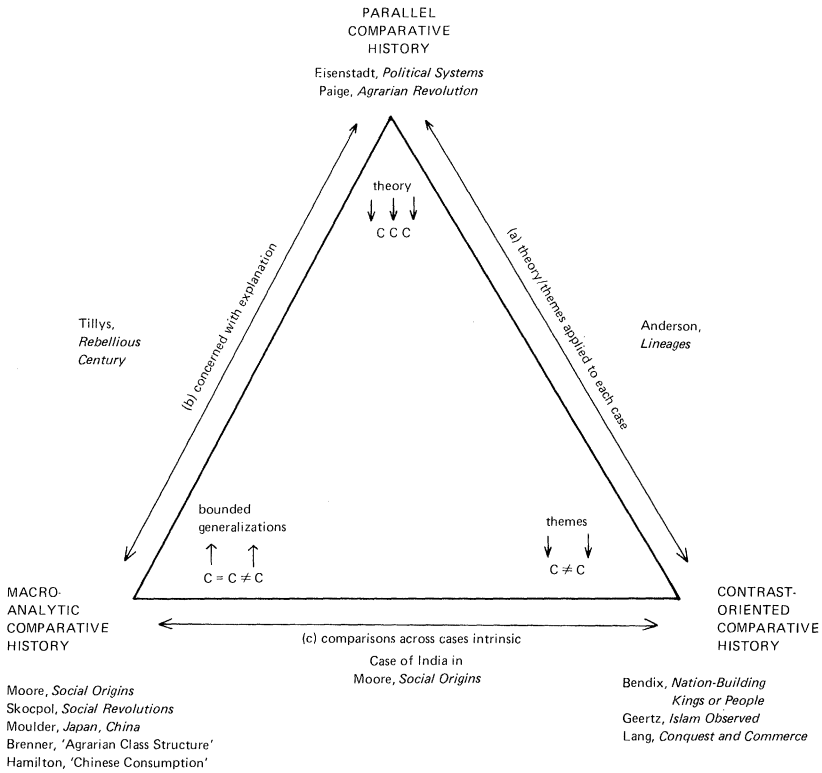 PARALLEL
COMPARATIVE
HISTORY
Eisenstadt, Political Systems
Paige, Agrarian Revolution
theory
C C C
(b) concerned with explanation
(a) theory/themes applied to each case
Tillys,
Rebellious
Century
Anderson,
Lineages
bounded
generalizations
C = C ≠ C
themes
C ≠ C
MACRO-
ANALYTIC
COMPARATIVE
HISTORY
CONTRAST-
ORIENTED
COMPARATIVE
HISTORY
(c) comparisons across cases intrinsic
Case of India in
Moore, Social Origins
Moore, Social Origins
Skocpol, Social Revolutions
Moulder, Japan, China
Brenner, 'Agrarian Class Structure'
Hamilton, 'Chinese Consumption'
Bendix, Nation-Building
Kings or People
Geertz, Islam Observed
Lang, Conquest and Commerce